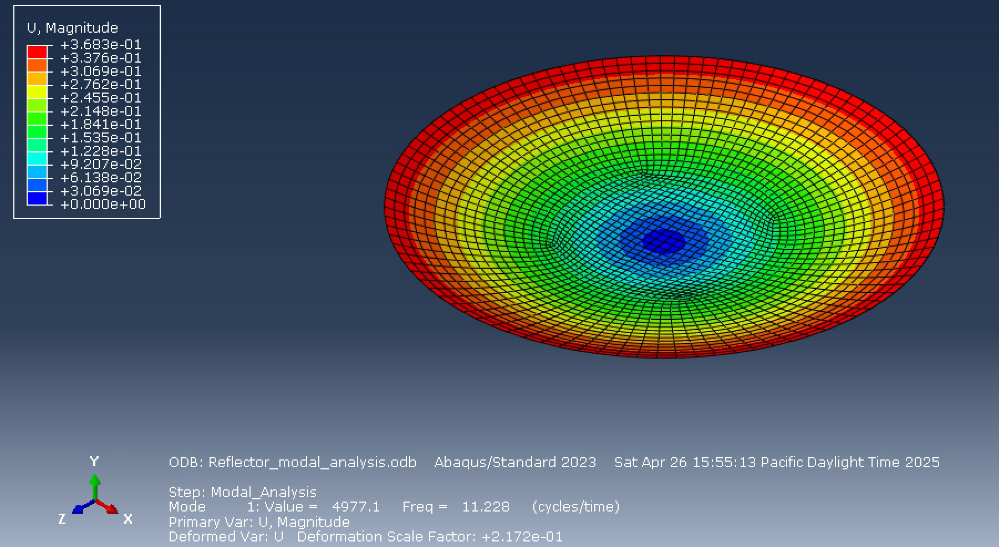 U, Magnitude
+3.683e-01
+3.376e-01
+3.069e-01
+2.762e-01
+2.455e-01
+2.148e-01
+1.841e-01
+1.535e-01
+1.228e-01
+9.207e-02
+6.138e-02
+3.069e-02
+0.000e+00
Y
Z
X
ODB: Reflector_modal_analysis.odb Abaqus/Standard 2023 Sat Apr 26 15:55:13 Pacific Daylight Time 2025
Step: Modal_Analysis
Mode 1: Value = 4977.1 Freq = 11.228 (cycles/time)
Primary Var: U, Magnitude
Deformed Var: U Deformation Scale Factor: +2.172e-01